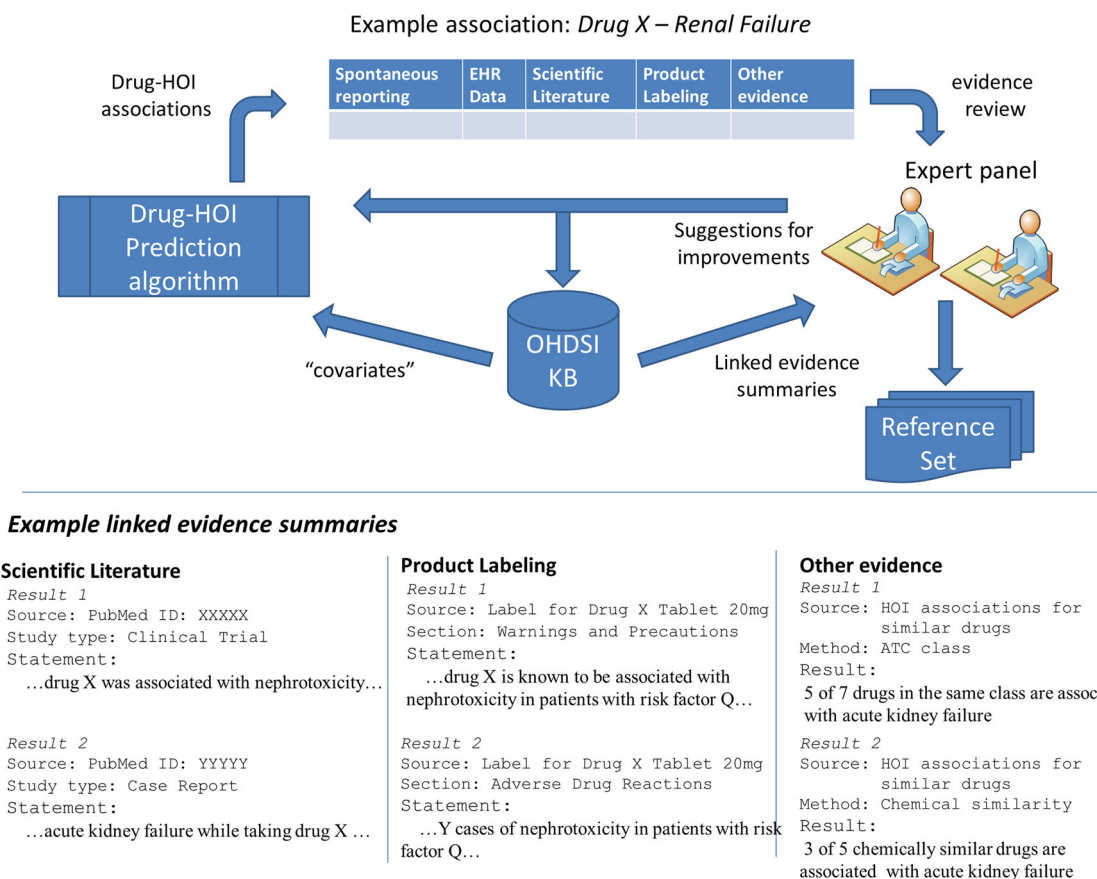 Example association: Drug X – Renal Failure
Drug-HOI
associations
Spontaneous
reporting
EHR
Data
Scientific
Literature
Product
Labeling
Other
evidence
evidence
review
Expert panel
Drug-HOI
Prediction
algorithm
Suggestions for
improvements
OHDSI
KB
“covariates”
Linked evidence
summaries
Reference
Set
Example linked evidence summaries
Scientific Literature
Result 1
Source: PubMed ID: XXXXX
Study type: Clinical Trial
Statement:
…drug X was associated with nephrotoxicity…
Result 2
Source: PubMed ID: YYYYY
Study type: Case Report
Statement:
…acute kidney failure while taking drug X …
Product Labeling
Result 1
Source: Label for Drug X Tablet 20mg
Section: Warnings and Precautions
Statement:
…drug X is known to be associated with
nephrotoxicity in patients with risk factor Q…
Result 2
Source: Label for Drug X Tablet 20mg
Section: Adverse Drug Reactions
Statement:
…Y cases of nephrotoxicity in patients with risk
factor Q…
Other evidence
Result 1
Source: HOI associations for
similar drugs
Method: ATC class
Result:
5 of 7 drugs in the same class are assoc
with acute kidney failure
Result 2
Source: HOI associations for
similar drugs
Method: Chemical similarity
Result:
3 of 5 chemically similar drugs are
associated with acute kidney failure